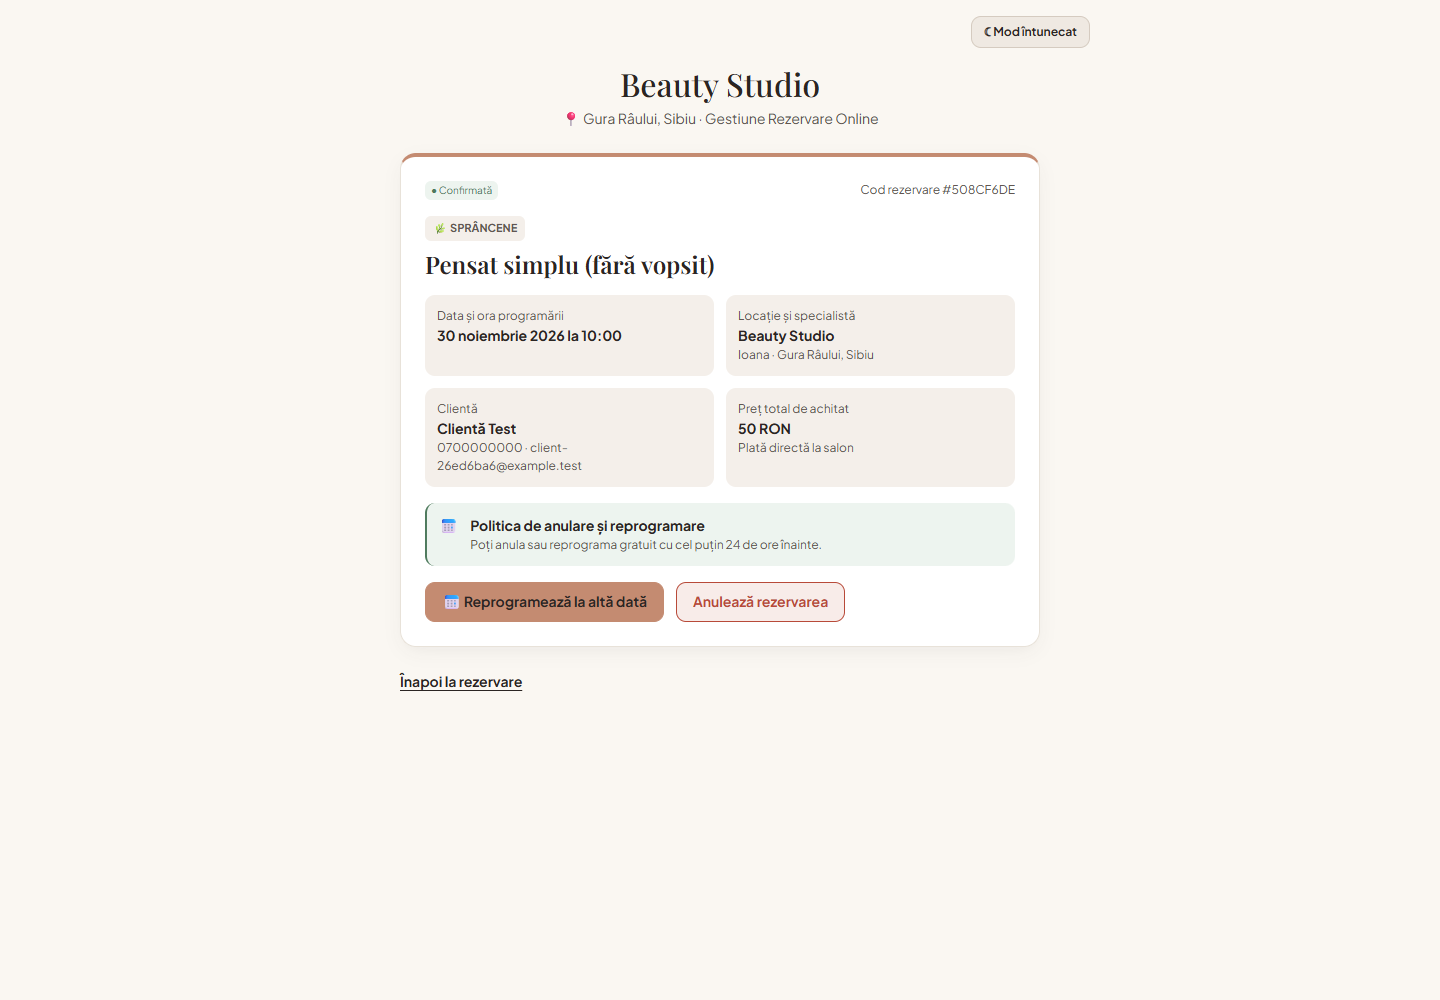 Mod întunecat
Beauty Studio
Gura Râului, Sibiu · Gestiune Rezervare Online
● Confirmată
Cod rezervare #508CF6DE
SPRÂNCENE
Pensat simplu (fără vopsit)
Data și ora programării
30 noiembrie 2026 la 10:00
Locație și specialistă
Beauty Studio
Ioana · Gura Râului, Sibiu
Clientă
Clientă Test
0700000000 · client-
26ed6ba6@example.test
Preț total de achitat
50 RON
Plată directă la salon
Politica de anulare și reprogramare
Poți anula sau reprograma gratuit cu cel puțin 24 de ore înainte.
Reprogramează la altă dată
Anulează rezervarea
Înapoi la rezervare